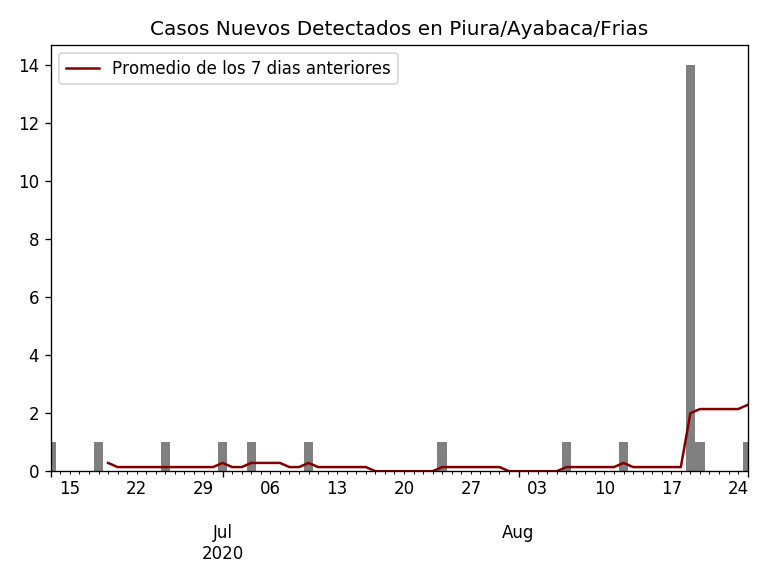 Casos Nuevos Detectados en Piura/Ayabaca/Frias
Promedio de los 7 dias anteriores
14
12
10
8
6
4
2
0
15 22 29 06 13 20 27 03 10 17 24
Jul Aug
2020